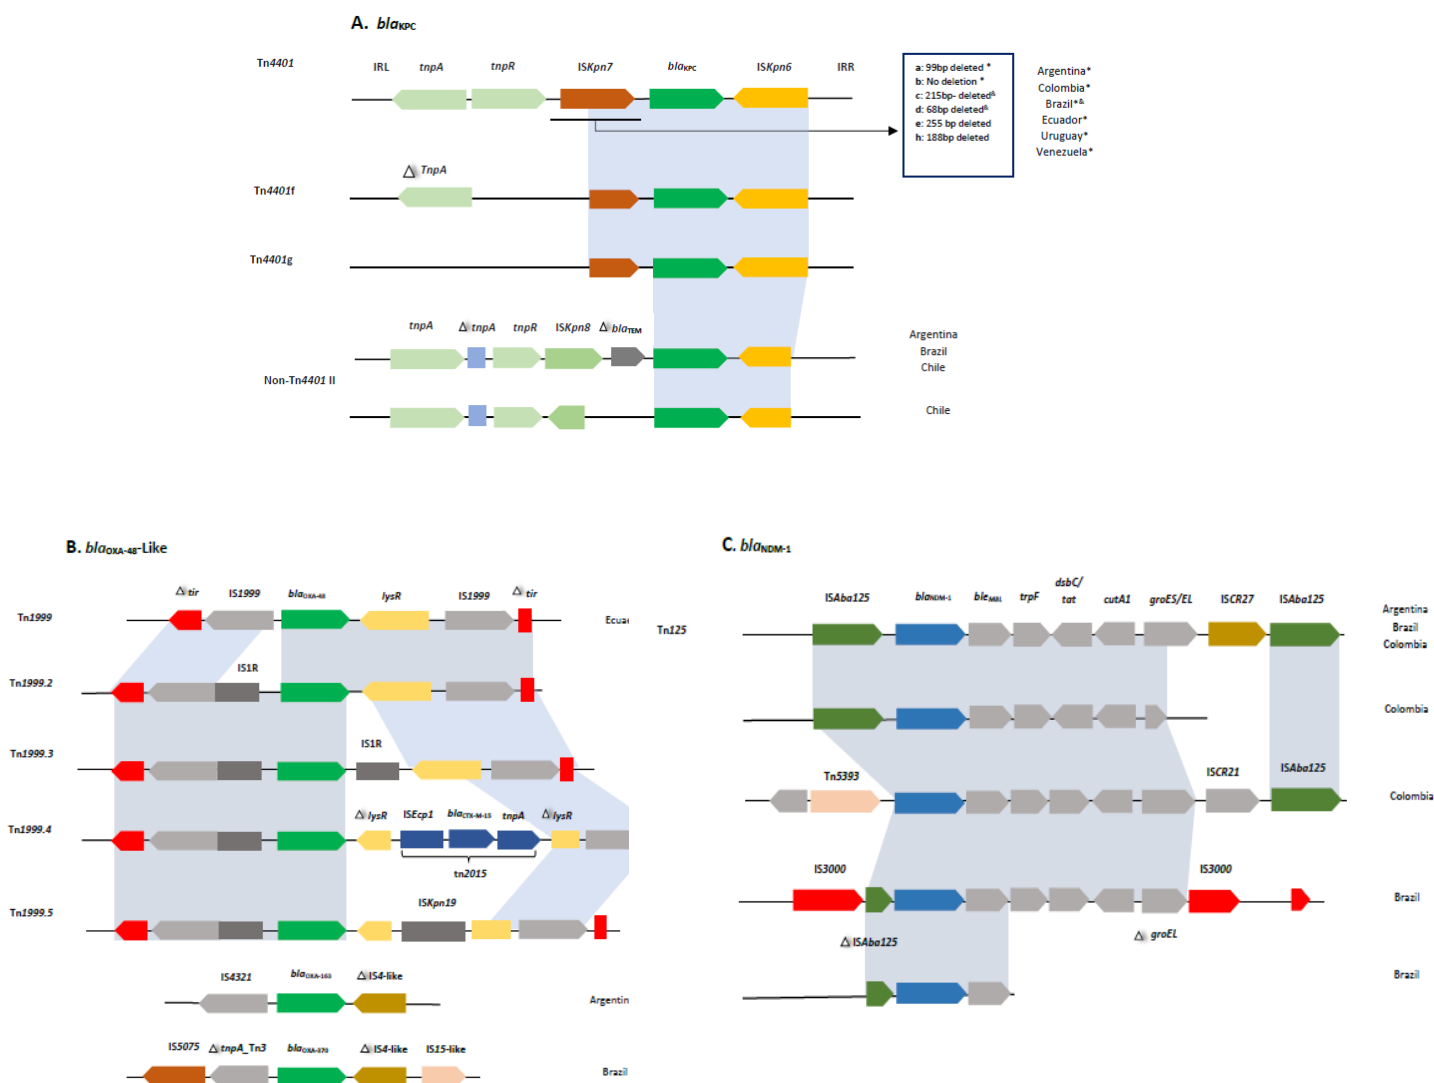 A. blaKPC
Tn4401
IRL tnpA tnpR ISKpn7 blaKPC ISKpn6 IRR
a: 99bp deleted *
b: No deletion *
c: 215bp- deleted&
d: 68bp deleted&
e: 255 bp deleted
h: 188bp deleted
Argentina*
Colombia*
Brazil*&
Ecuador*
Uruguay*
Venezuela*
Δ TnpA
Tn4401f
Tn4401g
tnpA Δ tnpA tnpR ISKpn8 Δ blaTEM
Argentina
Brazil
Chile
Non-Tn4401 II
Chile
B. blaOXA-48-Like
Δ tir IS1999 blaOXA-48 lysR IS1999 Δ tir
Tn1999
Ecua
IS1R
Tn1999.2
IS1R
Tn1999.3
Δ lysR ISEcp1 blaCTX-M-15 tnpA Δ lysR
Tn1999.4
tn2015
ISKpn19
Tn1999.5
IS4321 blaOXA-163 Δ IS4-like
Argentin
IS5075 Δ tnpA_Tn3 blaOXA-370 Δ IS4-like IS15-like
Brazil
C. blaNDM-1
ISAba125 blaNDM-1 bleMBL trpF dsbC/
tat cutA1 groES/EL ISCR27 ISAba125
Tn125
Argentina
Brazil
Colombia
Colombia
Tn5393 ISCR21 ISAba125
Colombia
IS3000 IS3000
Brazil
Δ ISAba125 Δ groEL
Brazil